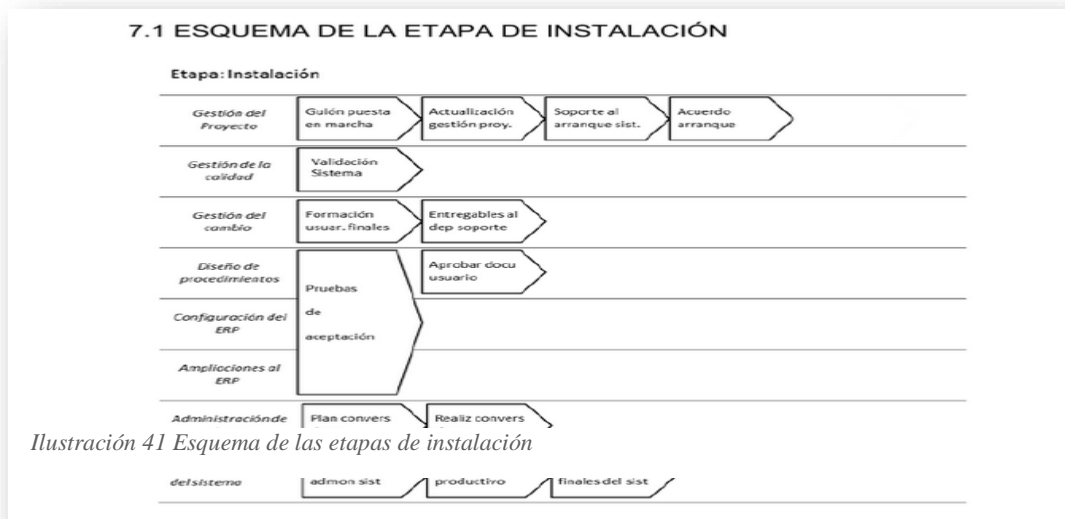 7.1 ESQUEMA DE LA ETAPA DE INSTALACIÓN
Etapa: Instalación
Gestión del
Proyecto
Guión puesta
en marcha
Actualización
gestión proy.
Soporte al
arranque sist.
Acuerdo
arranque
Gestión de la
calidad
Validación
Sistema
Gestión del
cambio
Formación
usuar. finales
Entregables al
dep soporte
Diseño de
procedimientos
Pruebas
de
aceptación
Aprobar docu
usuario
Configuración del
ERP
Ampliaciones al
ERP
Administración de
Plan convers
Realiz convers
Ilustración 41 Esquema de las etapas de instalación
del sistema
admon sist
productivo
finales del sist